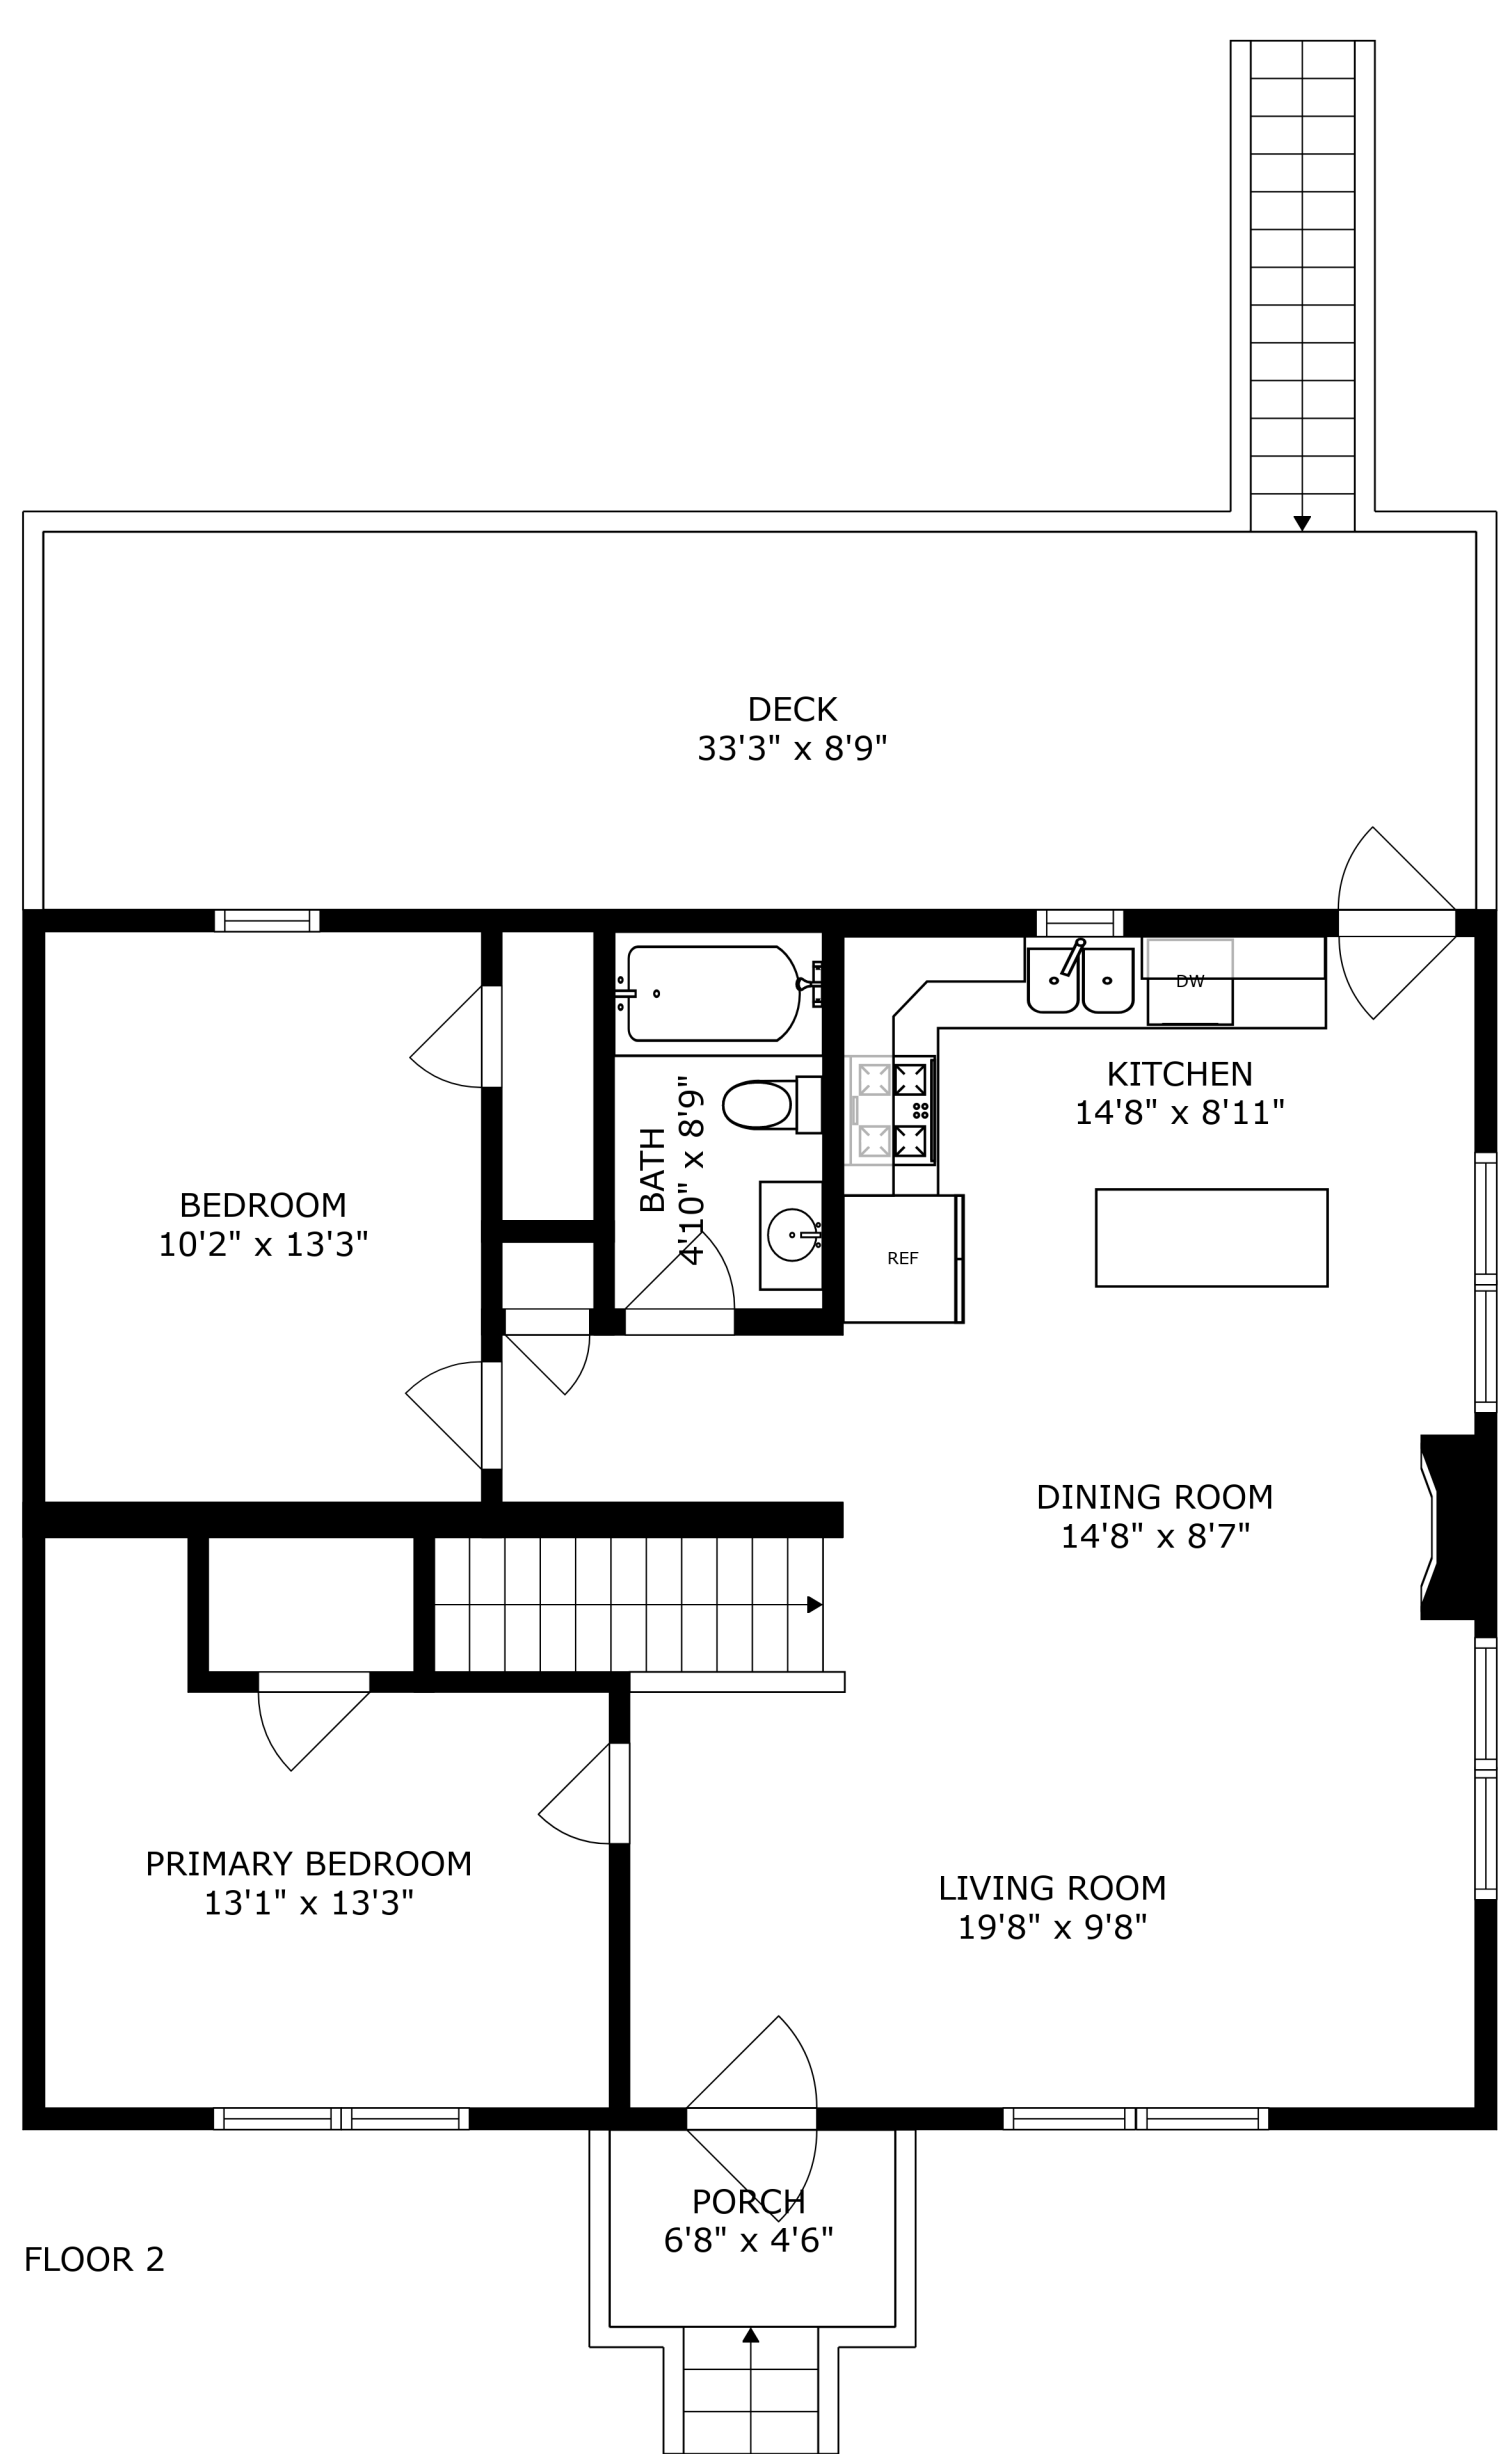 DECK
33'3" x 8'9"
DW
KITCHEN
14'8" x 8'11"
BATH
4'10" x 8'9"
BEDROOM
10'2" x 13'3"
REF
DINING ROOM
14'8" x 8'7"
PRIMARY BEDROOM
13'1" x 13'3"
LIVING ROOM
19'8" x 9'8"
PORCH
6'8" x 4'6"
FLOOR 2